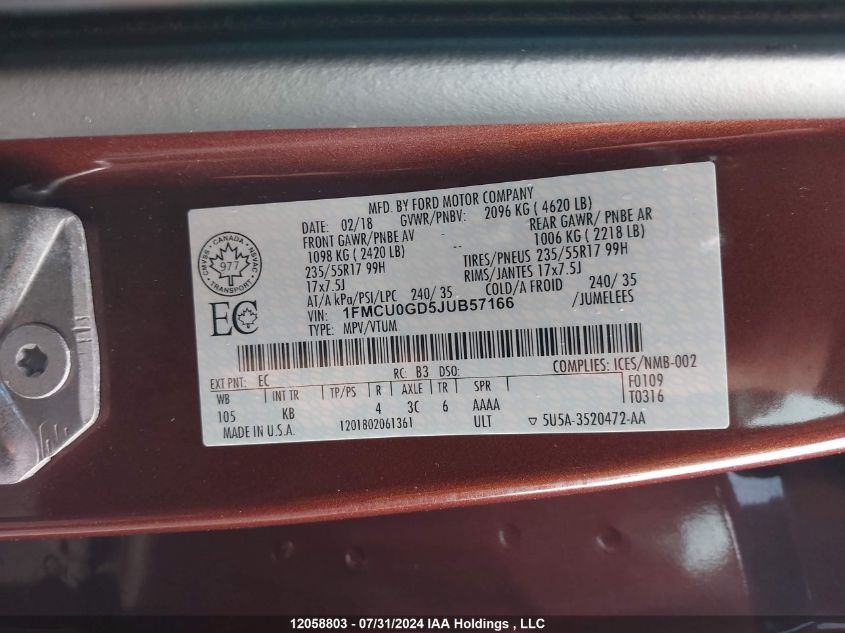 MFD. BY FORD MOTOR COMPANY
DATE: 02/18 GVWR/PNBV: 2096 KG ( 4620 LB)
FRONT GAWR/PNBE AV -- REAR GAWR/ PNBE AR
1098 KG ( 2420 LB) 1006 KG ( 2218 LB)
235/55R17 99H TIRES/PNEUS 235/55R17 99H
17x7.5J RIMS/JANTES 17x7.5J
AT/A kPa/PSI/LPC 240/ 35 COLD/A FROID 240/ 35
VIN: 1FMCU0GD5JUB57166 /JUMELEES
TYPE: MPV/VTUM
CMVSS · CANADA · NSVAC
977
TRANSPORT
EC
EXT PNT: EC RC: B3 DSO: COMPLIES: ICES/NMB-002
WB INT TR TP/PS R AXLE TR SPR F0109
105 KB 4 3C 6 AAAA T0316
MADE IN U.S.A. 1201802061361 ULT ▽ 5U5A-3520472-AA
12058803 - 07/31/2024 IAA Holdings , LLC